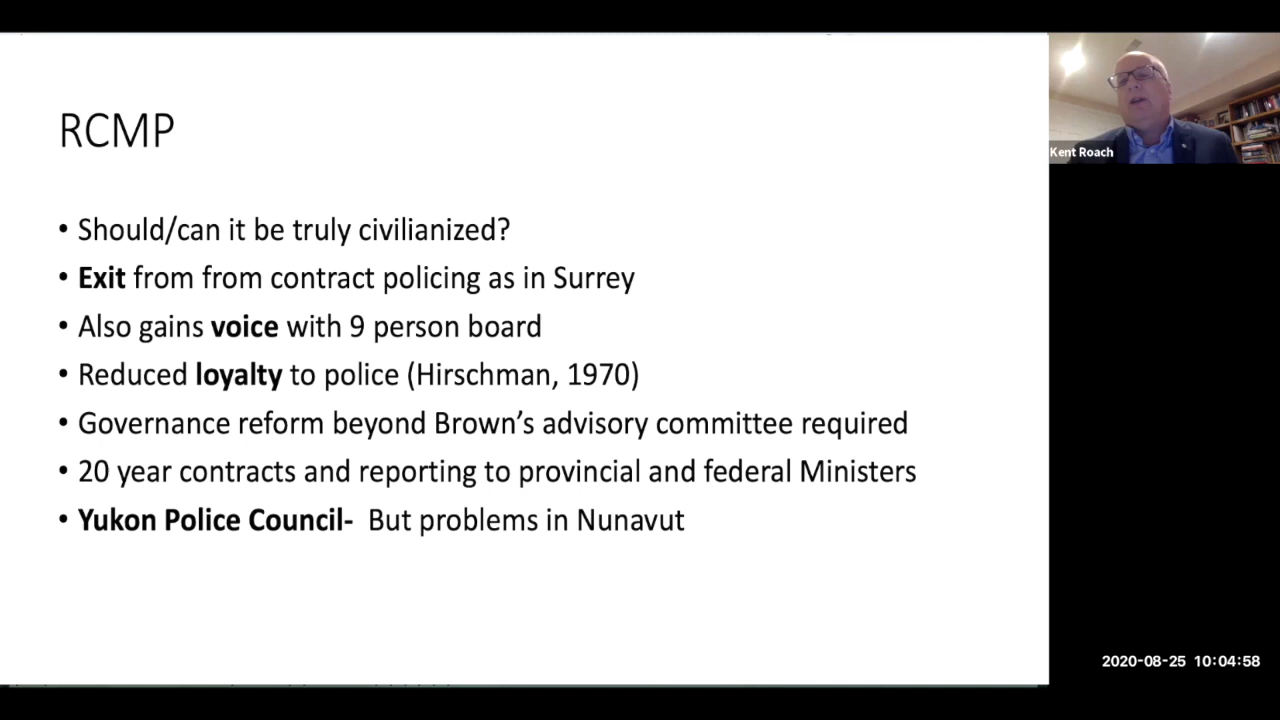 RCMP
• Should/can it be truly civilianized?
• Exit from from contract policing as in Surrey
• Also gains voice with 9 person board
• Reduced loyalty to police (Hirschman, 1970)
• Governance reform beyond Brown’s advisory committee required
• 20 year contracts and reporting to provincial and federal Ministers
• Yukon Police Council-  But problems in Nunavut
Kent Roach
2020-08-25 10:04:58